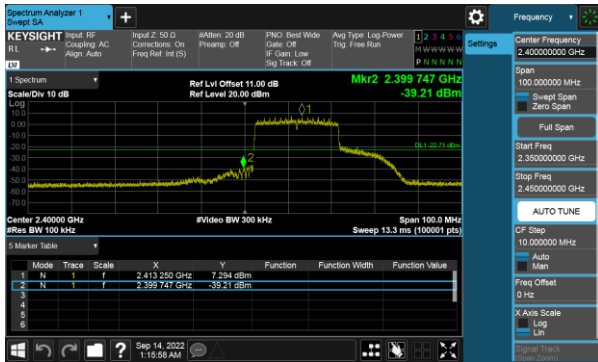 Spectrum Analyzer 1
Swept SA
Frequency
KEYSIGHT
RL
Input: RF
Coupling: AC
Align: Auto
Input Z: 50 Ω
Corrections: On
Freq Ref: Int (S)
#Atten: 20 dB
Preamp: Off
PNO: Best Wide
Gate: Off
IF Gain: Low
Sig Track: Off
Avg Type: Log-Power
Trig: Free Run
1 2 3 4 5 6
M W W W W W
P N N N N N
Settings
Center Frequency
2.400000000 GHz
Span
100.000000 MHz
Swept Span
Zero Span
Full Span
Start Freq
2.350000000 GHz
Stop Freq
2.450000000 GHz
AUTO TUNE
CF Step
10.000000 MHz
Auto
Man
Freq Offset
0 Hz
X Axis Scale
Log
Lin
Signal Track
(Span Zoom)
1 Spectrum
Scale/Div 10 dB
Ref Lvl Offset 11.00 dB
Ref Level 20.00 dBm
Mkr2 2.399 747 GHz
-39.21 dBm
Log
10.0
0.00
-10.0
-20.0
-30.0
-40.0
-50.0
-60.0
-70.0
1
2
DL1 -22.71 dBm
Center 2.40000 GHz
#Res BW 100 kHz
#Video BW 300 kHz
Span 100.0 MHz
Sweep 13.3 ms (100001 pts)
5 Marker Table
Mode Trace Scale X Y Function Function Width Function Value
1 N 1 f 2.413 250 GHz 7.294 dBm
2 N 1 f 2.399 747 GHz -39.21 dBm
3
4
5
6
Sep 14, 2022
1:15:58 AM